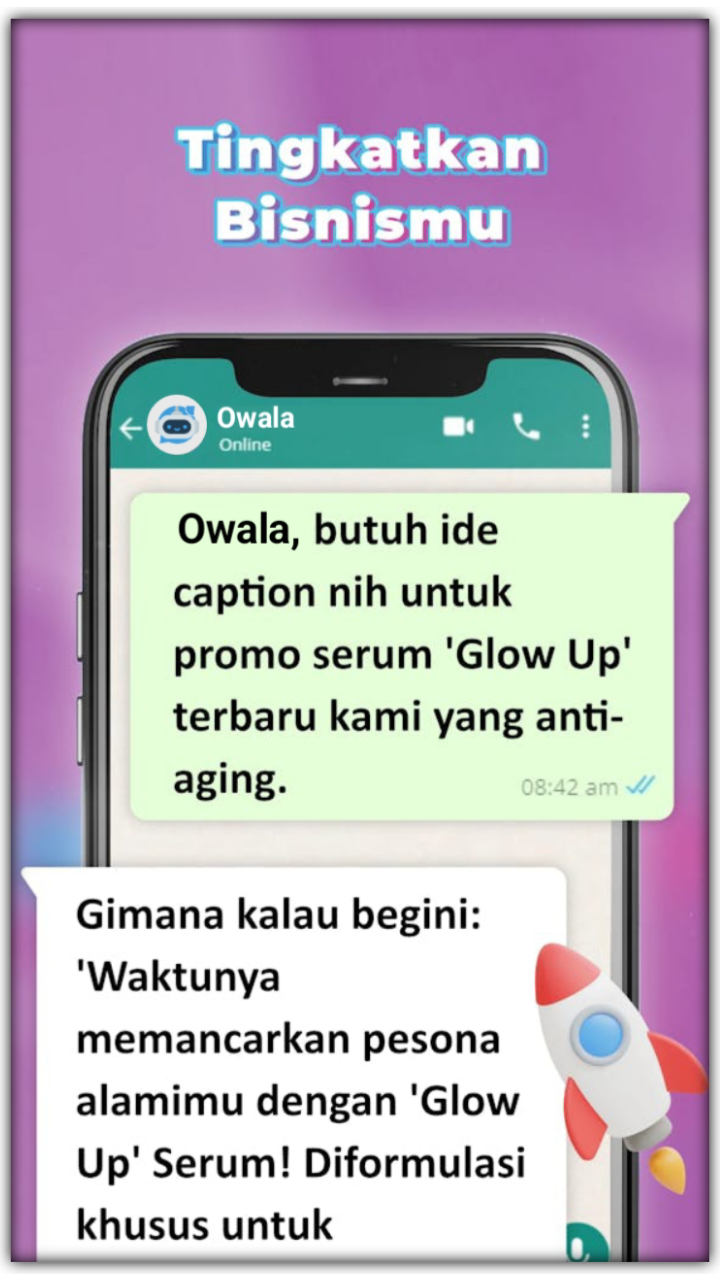 Tingkatkan
Bisnismu
Owala
Online
Owala, butuh ide
caption nih untuk
promo serum 'Glow Up'
terbaru kami yang anti-
aging.
08:42 am
Gimana kalau begini:
'Waktunya
memancarkan pesona
alamimu dengan 'Glow
Up' Serum! Diformulasi
khusus untuk